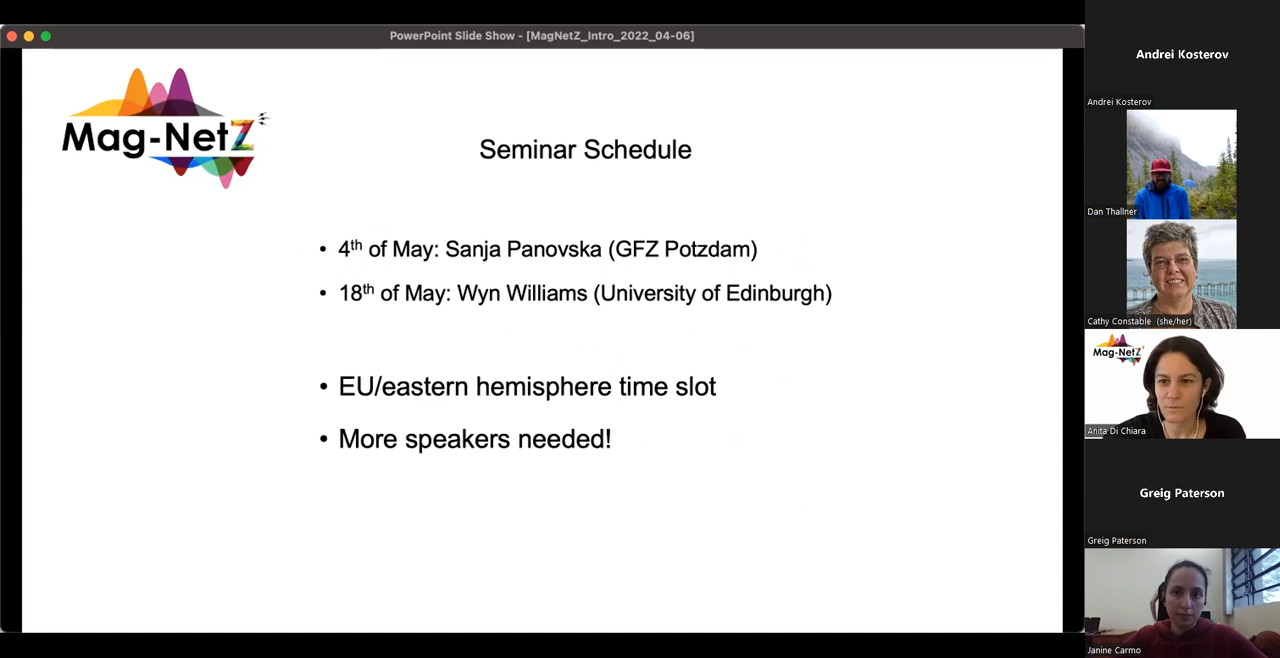 PowerPoint Slide Show - [MagNetZ_Intro_2022_04-06]
Mag-NetZ
Seminar Schedule
• 4th of May: Sanja Panovska (GFZ Potzdam)
• 18th of May: Wyn Williams (University of Edinburgh)
• EU/eastern hemisphere time slot
• More speakers needed!
Andrei Kosterov
Andrei Kosterov
Dan Thallner
Cathy Constable (she/her)
Mag-NetZ
Anita Di Chiara
Greig Paterson
Greig Paterson
Janine Carmo